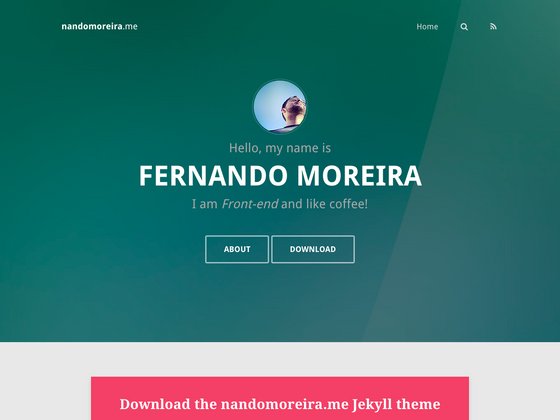 nandomoreira.me
Home
Hello, my name is
FERNANDO MOREIRA
I am Front-end and like coffee!
ABOUT
DOWNLOAD
Download the nandomoreira.me Jekyll theme